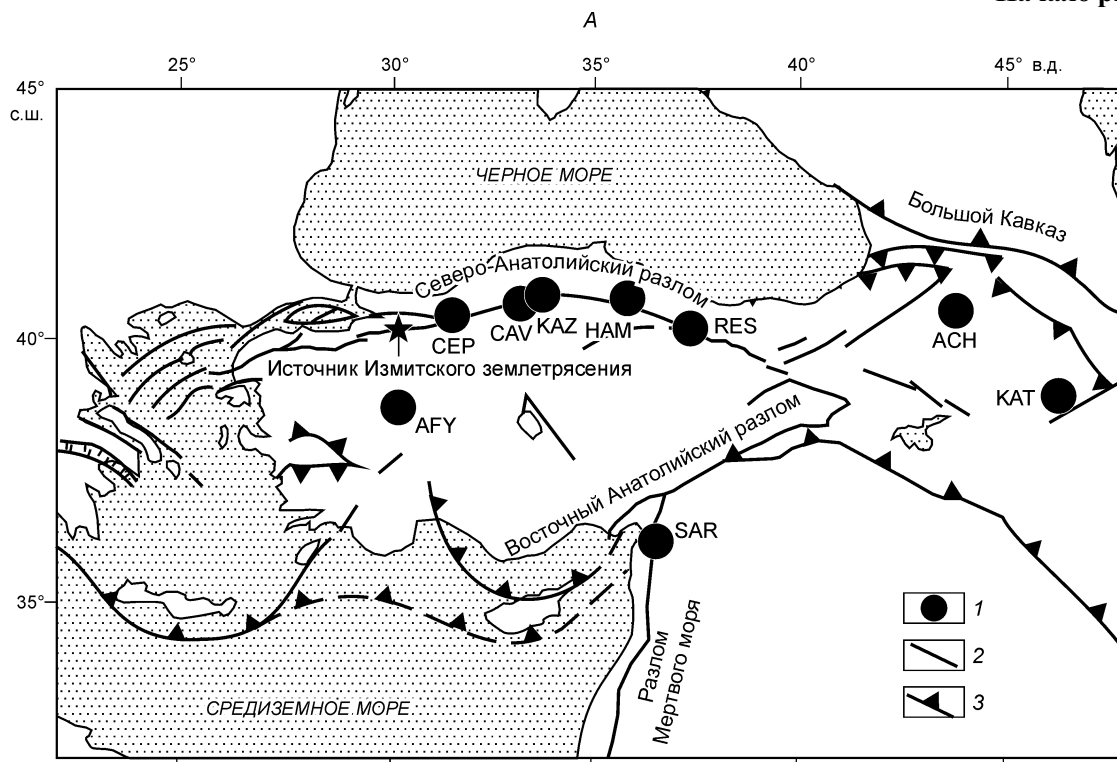 А
25° 30° 35° 40° 45° в.д.
45°
с.ш.
ЧЕРНОЕ МОРЕ
Большой Кавказ
Северо-Анатолийский разлом
CEP CAV KAZ HAM RES
ACH
40°
Источник Измитского землетрясения
KAT
AFY
Восточный Анатолийский разлом
SAR
35°
1
Разлом
Мертвого моря
2
3
СРЕДИЗЕМНОЕ МОРЕ